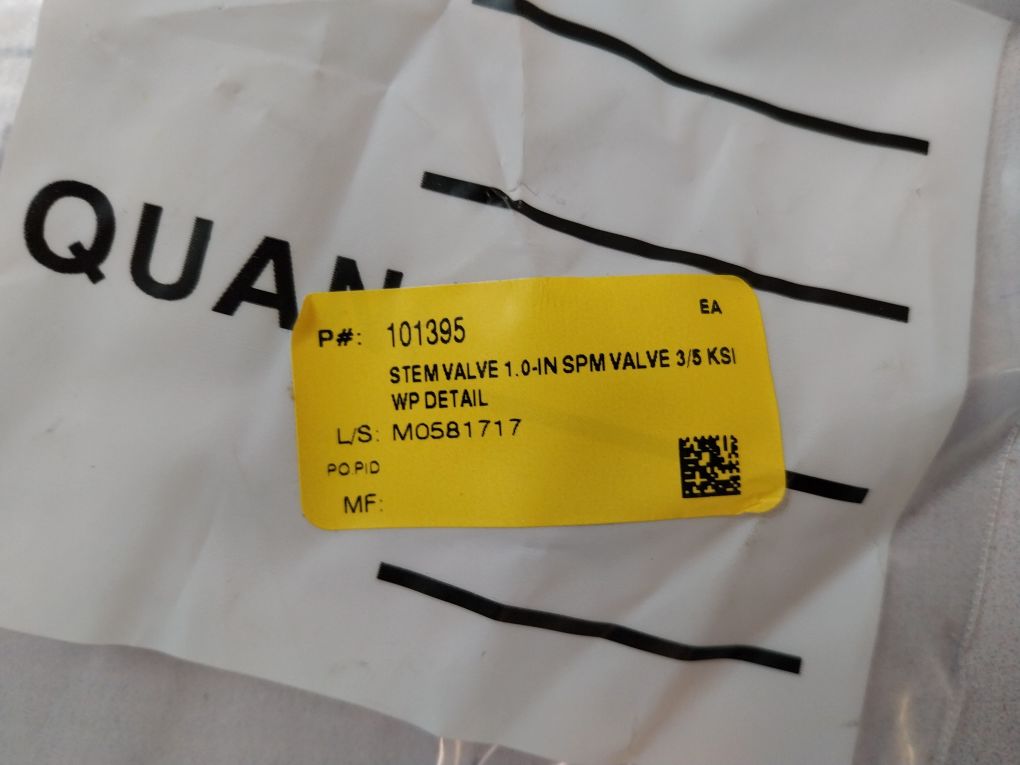 QUAN
EA
P#: 101395
STEM VALVE 1.0-IN SPM VALVE 3/5 KSI
WP DETAIL
L/S: M0581717
PO.PID
MF: